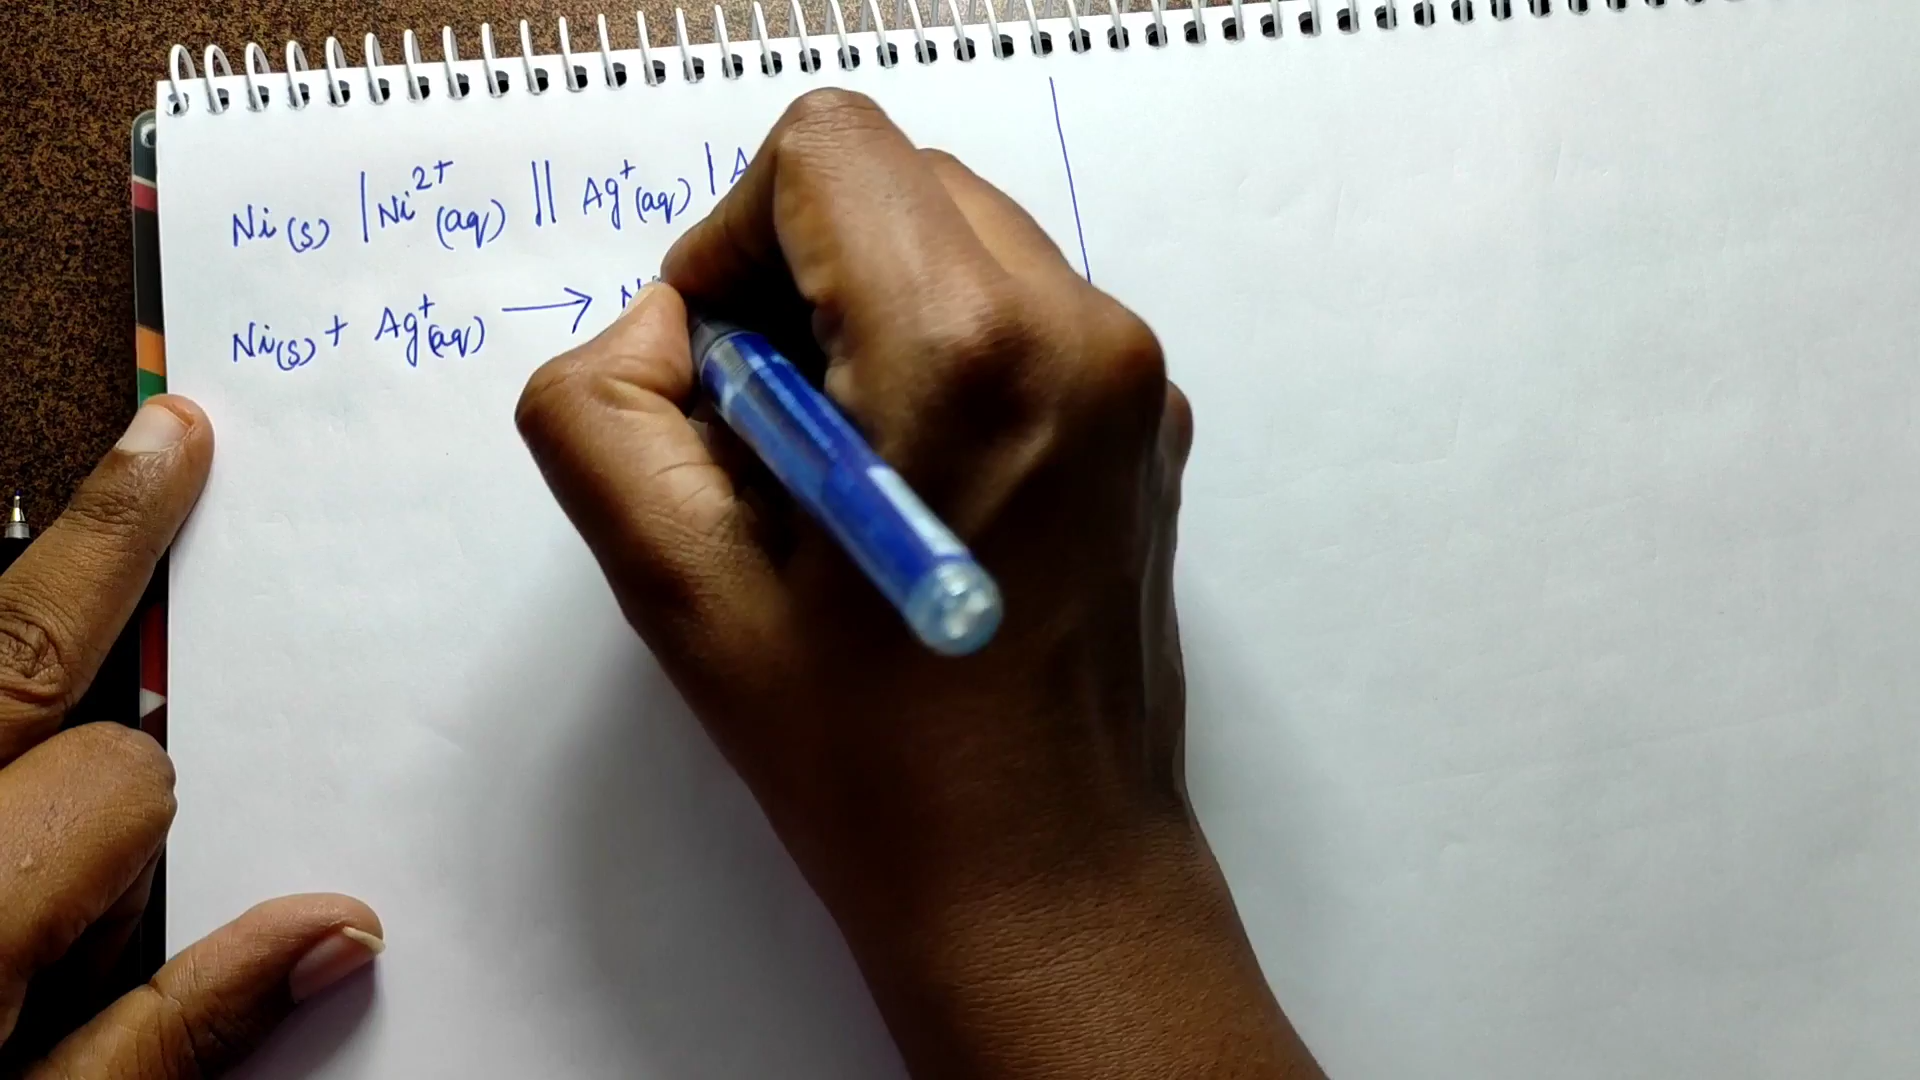 Ni(s) | Ni²⁺(aq) || Ag⁺(aq) | A
Ni(s) + Ag⁺(aq) ⟶ N